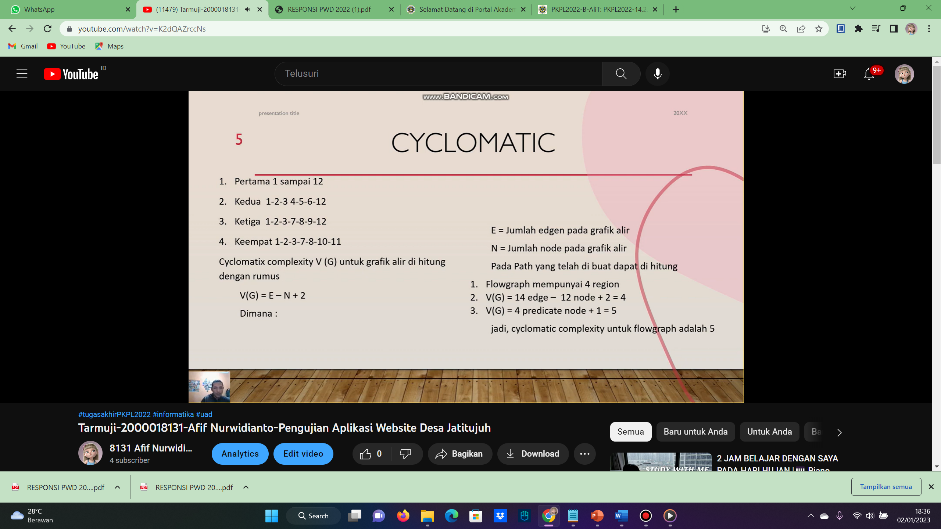 WhatsApp
(11479) Tarmuji-2000018131
RESPONSI PWD 2022 (1).pdf
Selamat Datang di Portal Akadem
PKPL2022-B-ART: PKPL2022-14.2
youtube.com/watch?v=K2dQAZrccNs
Gmail
YouTube
Maps
YouTube ID
Telusuri
9+
www.BANDICAM.com
presentation title
20XX
5
CYCLOMATIC
1. Pertama 1 sampai 12
2. Kedua 1-2-3 4-5-6-12
3. Ketiga 1-2-3-7-8-9-12
4. Keempat 1-2-3-7-8-10-11
Cyclomatix complexity V (G) untuk grafik alir di hitung
dengan rumus
V(G) = E – N + 2
Dimana :
E = Jumlah edgen pada grafik alir
N = Jumlah node pada grafik alir
Pada Path yang telah di buat dapat di hitung
1. Flowgraph mempunyai 4 region
2. V(G) = 14 edge – 12 node + 2 = 4
3. V(G) = 4 predicate node + 1 = 5
jadi, cyclomatic complexity untuk flowgraph adalah 5
#tugasakhirPKPL2022 #informatika #uad
Tarmuji-2000018131-Afif Nurwidianto-Pengujian Aplikasi Website Desa Jatitujuh
8131 Afif Nurwidi...
4 subscriber
Analytics
Edit video
0
Bagikan
Download
Semua
Baru untuk Anda
Untuk Anda
2 JAM BELAJAR DENGAN SAYA
RESPONSI PWD 20....pdf
RESPONSI PWD 20....pdf
Tampilkan semua
28°C
Berawan
Search
18:36
02/01/2023